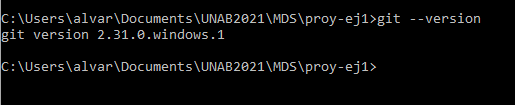 C:\Users\alvar\Documents\UNAB2021\MDS\proy-ej1>git --version
git version 2.31.0.windows.1
C:\Users\alvar\Documents\UNAB2021\MDS\proy-ej1>